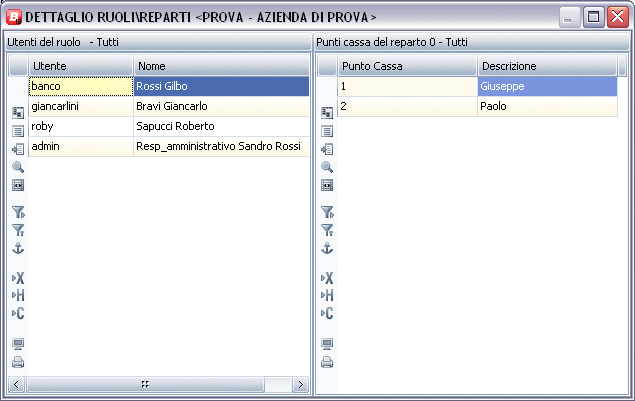 DETTAGLIO RUOLI\REPARTI <PROVA - AZIENDA DI PROVA>
Utenti del ruolo - Tutti
Utente Nome
banco Rossi Gilbo
giancarlini Bravi Giancarlo
roby Sapucci Roberto
admin Resp_amministrativo Sandro Rossi
X
H
C
Punti cassa del reparto 0 - Tutti
Punto Cassa Descrizione
1 Giuseppe
2 Paolo
X
H
C